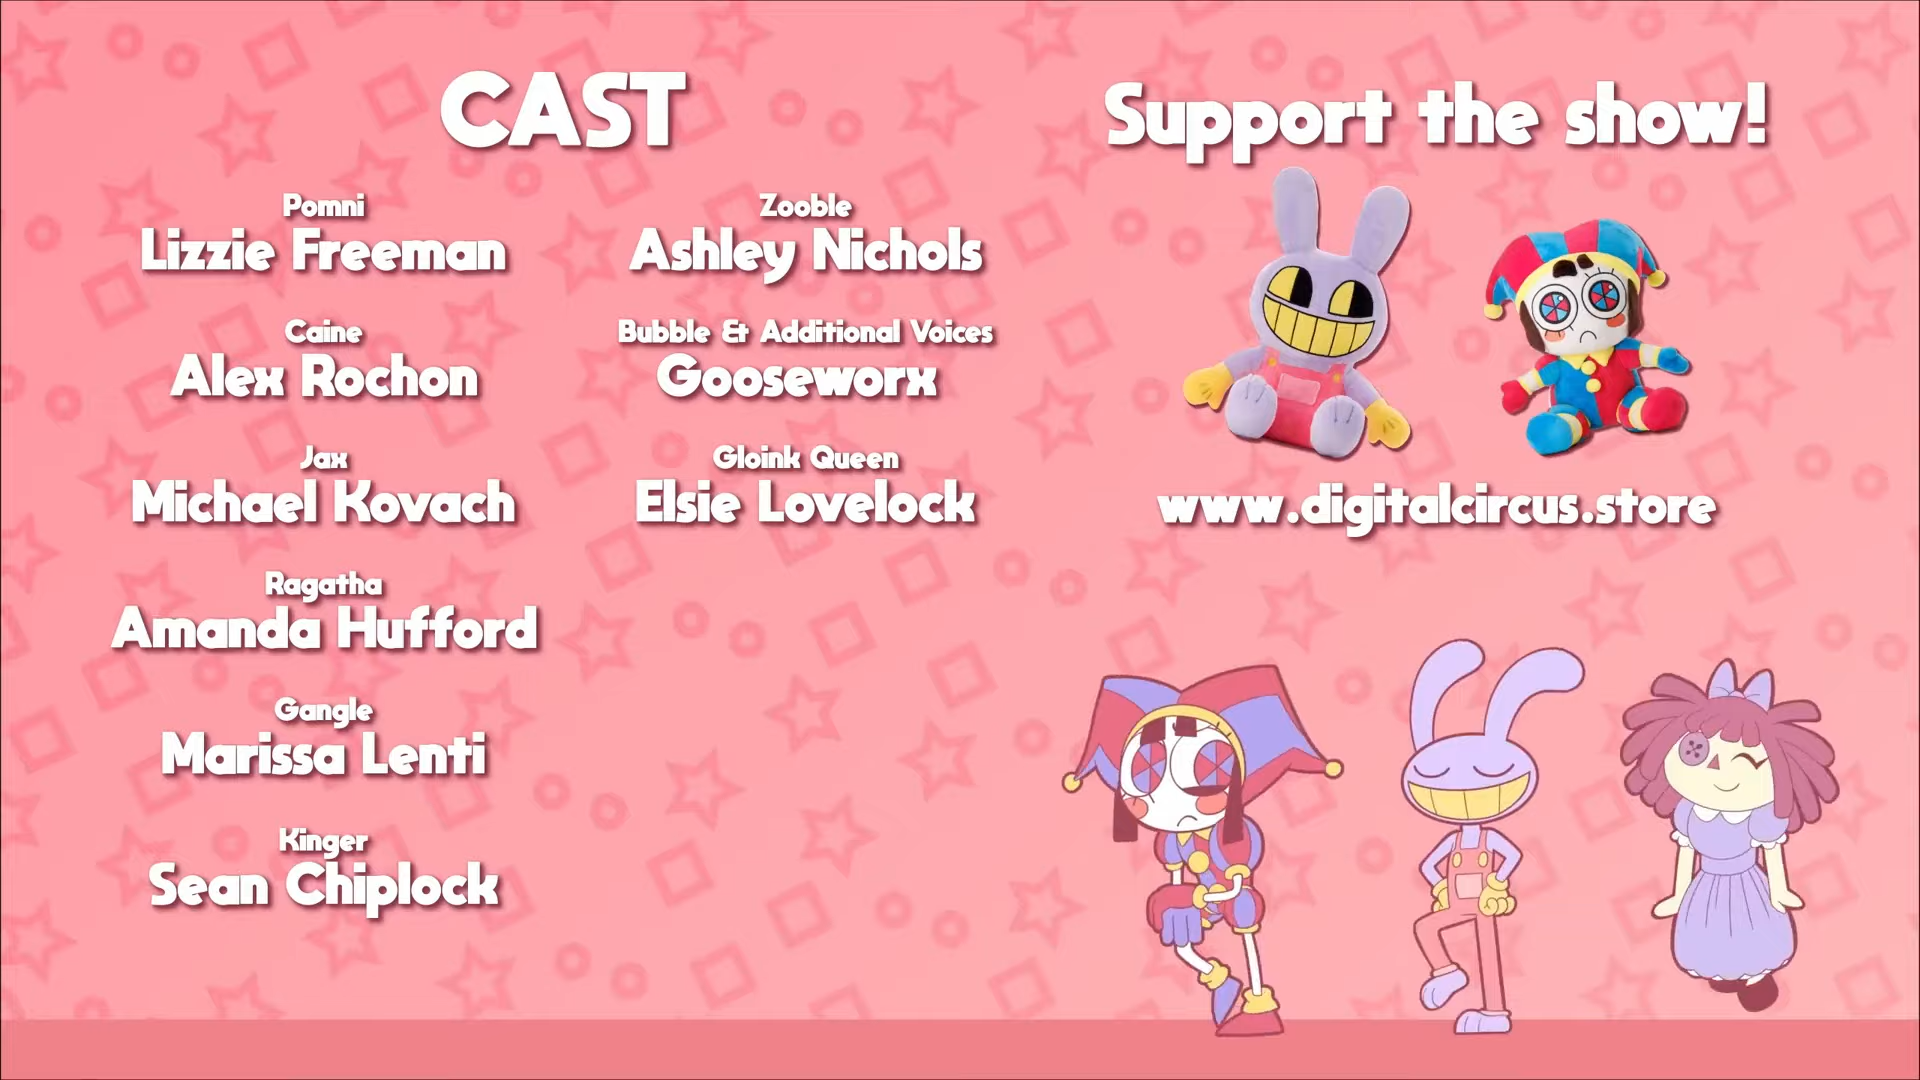 CAST
Pomni
Lizzie Freeman
Caine
Alex Rochon
Jax
Michael Kovach
Ragatha
Amanda Hufford
Gangle
Marissa Lenti
Kinger
Sean Chiplock
Zooble
Ashley Nichols
Bubble & Additional Voices
Gooseworx
Gloink Queen
Elsie Lovelock
Support the show!
www.digitalcircus.store